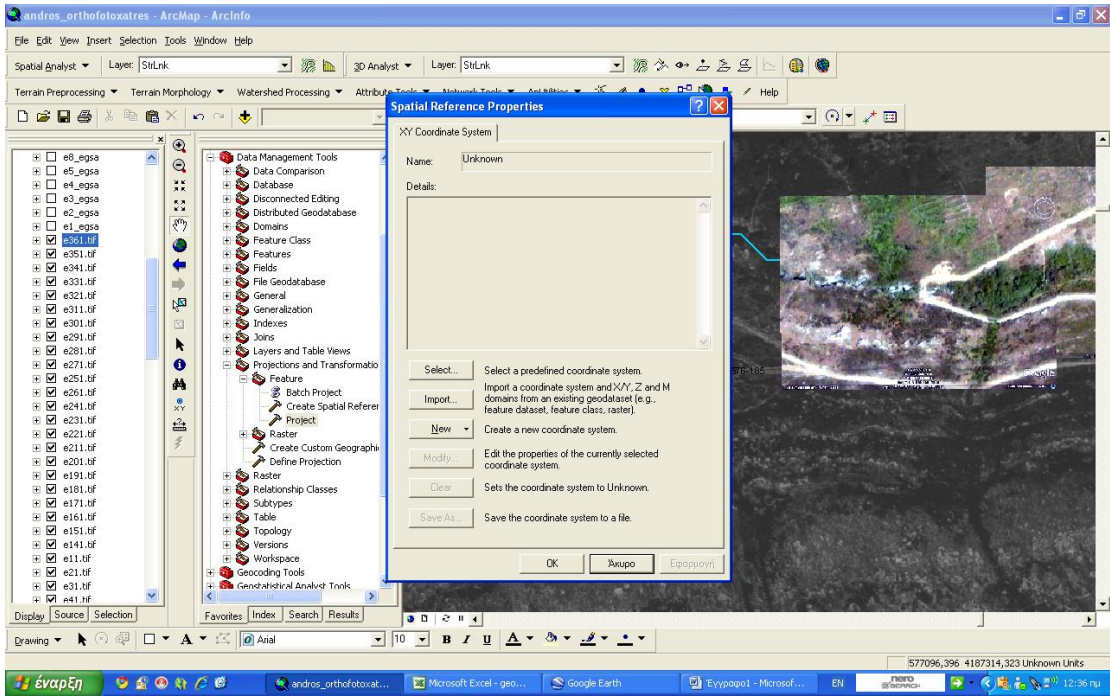 andros_orthofotoxatres - ArcMap - ArcInfo
File Edit View Insert Selection Tools Window Help
Spatial Analyst Layer: StrLnk 3D Analyst Layer: StrLnk
Terrain Preprocessing Terrain Morphology Watershed Processing Attribute Tools Network Tools ApUtilities Help
Spatial Reference Properties
XY Coordinate System
Name: Unknown
Details:
Select... Select a predefined coordinate system.
Import... Import a coordinate system and X/Y, Z and M
domains from an existing geodataset (e.g.,
feature dataset, feature class, raster).
New Create a new coordinate system.
Modify... Edit the properties of the currently selected
coordinate system.
Clear Sets the coordinate system to Unknown.
Save As... Save the coordinate system to a file.
OK Άκυρο Εφαρμογή
e8_egsa
e5_egsa
e4_egsa
e3_egsa
e2_egsa
e1_egsa
e361.tif
e351.tif
e341.tif
e331.tif
e321.tif
e311.tif
e301.tif
e291.tif
e281.tif
e271.tif
e251.tif
e261.tif
e241.tif
e231.tif
e221.tif
e211.tif
e201.tif
e191.tif
e181.tif
e171.tif
e161.tif
e151.tif
e141.tif
e11.tif
e21.tif
e31.tif
e41.tif
Display Source Selection
Data Management Tools
Data Comparison
Database
Disconnected Editing
Distributed Geodatabase
Domains
Feature Class
Features
Fields
File Geodatabase
General
Generalization
Indexes
Joins
Layers and Table Views
Projections and Transformatio
Feature
Batch Project
Create Spatial Referer
Project
Raster
Create Custom Geographi
Define Projection
Raster
Relationship Classes
Subtypes
Table
Topology
Versions
Workspace
Geocoding Tools
Geostatistical Analyst Tools
Favorites Index Search Results
Google
Drawing A Arial 10 B I U A
577096,396 4187314,323 Unknown Units
έναρξη andros_orthofotoxat... Microsoft Excel - geo... Google Earth Έγγραφο1 - Microsof... EN nero SEARCH 12:36 πμ